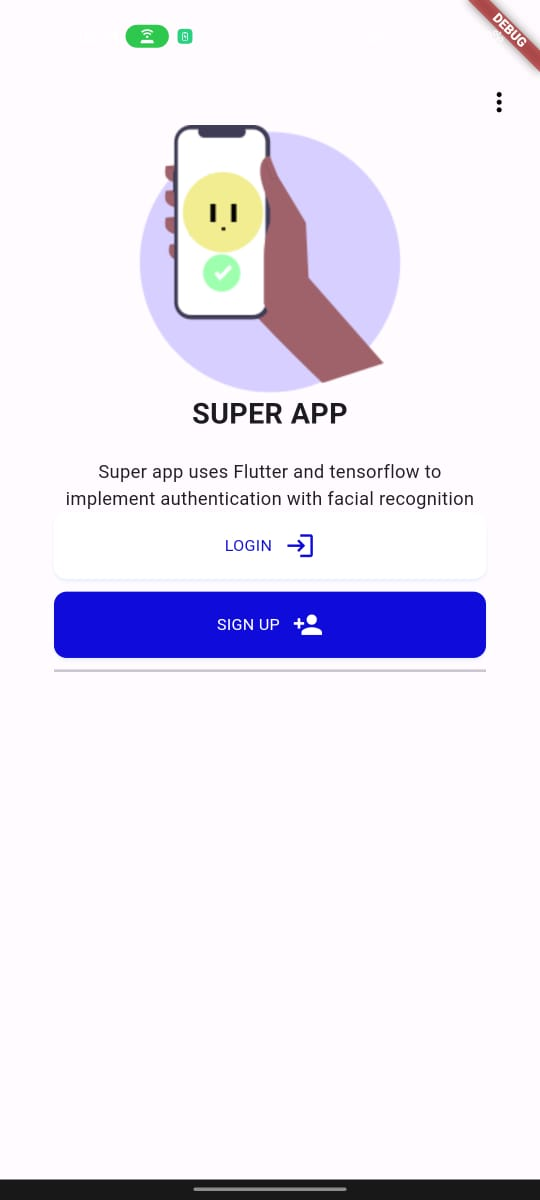 DEBUG
SUPER APP
Super app uses Flutter and tensorflow to
implement authentication with facial recognition
LOGIN
SIGN UP